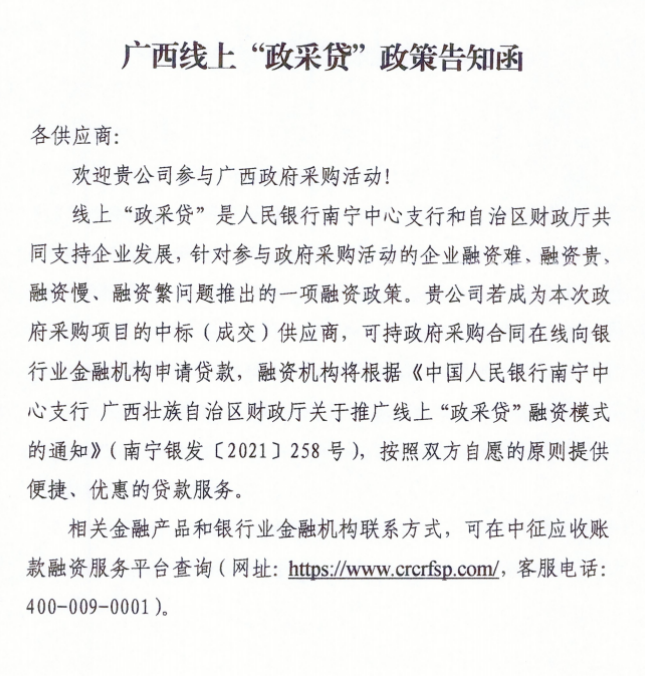 广西线上“政采贷”政策告知函
各供应商:
欢迎贵公司参与广西政府采购活动!
线上“政采贷”是人民银行南宁中心支行和自治区财政厅共
同支持企业发展,针对参与政府采购活动的企业融资难、融资贵、
融资慢、融资繁问题推出的一项融资政策。贵公司若成为本次政
府采购项目的中标(成交)供应商,可持政府采购合同在线向银
行业金融机构申请贷款,融资机构将根据《中国人民银行南宁中
心支行 广西壮族自治区财政厅关于推广线上“政采贷”融资模式
的通知》(南宁银发〔2021〕258 号),按照双方自愿的原则提供
便捷、优惠的贷款服务。
相关金融产品和银行业金融机构联系方式,可在中征应收账
款融资服务平台查询(网址: https://www.crcrfsp.com/,客服电话:
400-009-0001)。